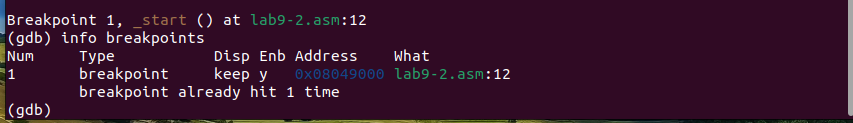 Breakpoint 1, _start () at lab9-2.asm:12
(gdb) info breakpoints
Num     Type           Disp Enb Address    What
1       breakpoint     keep y   0x08049000 lab9-2.asm:12
        breakpoint already hit 1 time
(gdb)